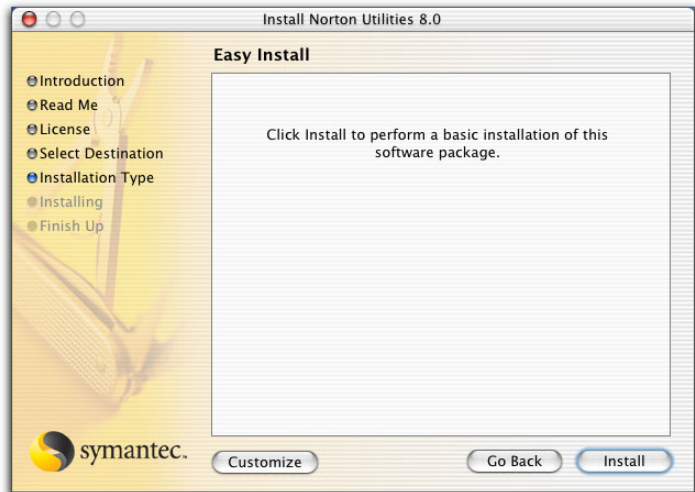 Install Norton Utilities 8.0
Easy Install
Introduction
Read Me
License
Select Destination
Installation Type
Installing
Finish Up
Click Install to perform a basic installation of this
software package.
symantec.
Customize
Go Back
Install